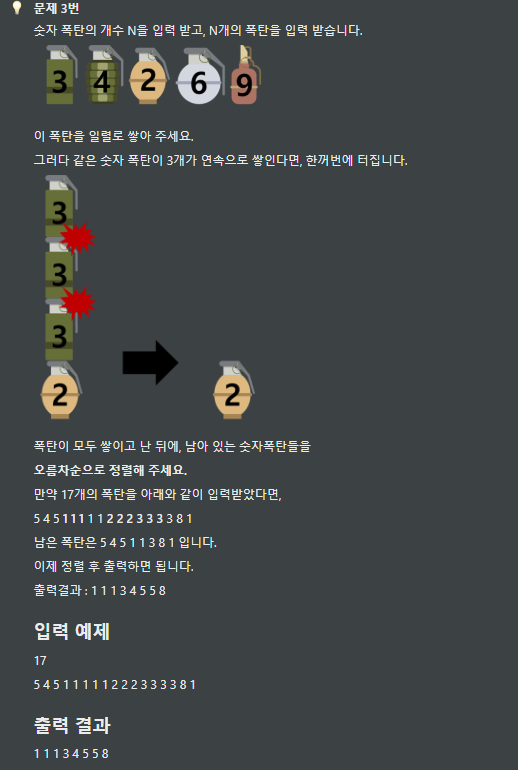 문제 3번
숫자 폭탄의 개수 N을 입력 받고, N개의 폭탄을 입력 받습니다.
3 4 2 6 9
이 폭탄을 일렬로 쌓아 주세요.
그러다 같은 숫자 폭탄이 3개가 연속으로 쌓인다면, 한꺼번에 터집니다.
3
3
3
2 2
폭탄이 모두 쌓이고 난 뒤에, 남아 있는 숫자폭탄들을
오름차순으로 정렬해 주세요.
만약 17개의 폭탄을 아래와 같이 입력받았다면,
5 4 5 1 1 1 1 1 2 2 2 3 3 3 3 8 1
남은 폭탄은 5 4 5 1 1 3 8 1 입니다.
이제 정렬 후 출력하면 됩니다.
출력결과 : 1 1 1 3 4 5 5 8
입력 예제
17
5 4 5 1 1 1 1 1 2 2 2 3 3 3 3 8 1
출력 결과
1 1 1 3 4 5 5 8